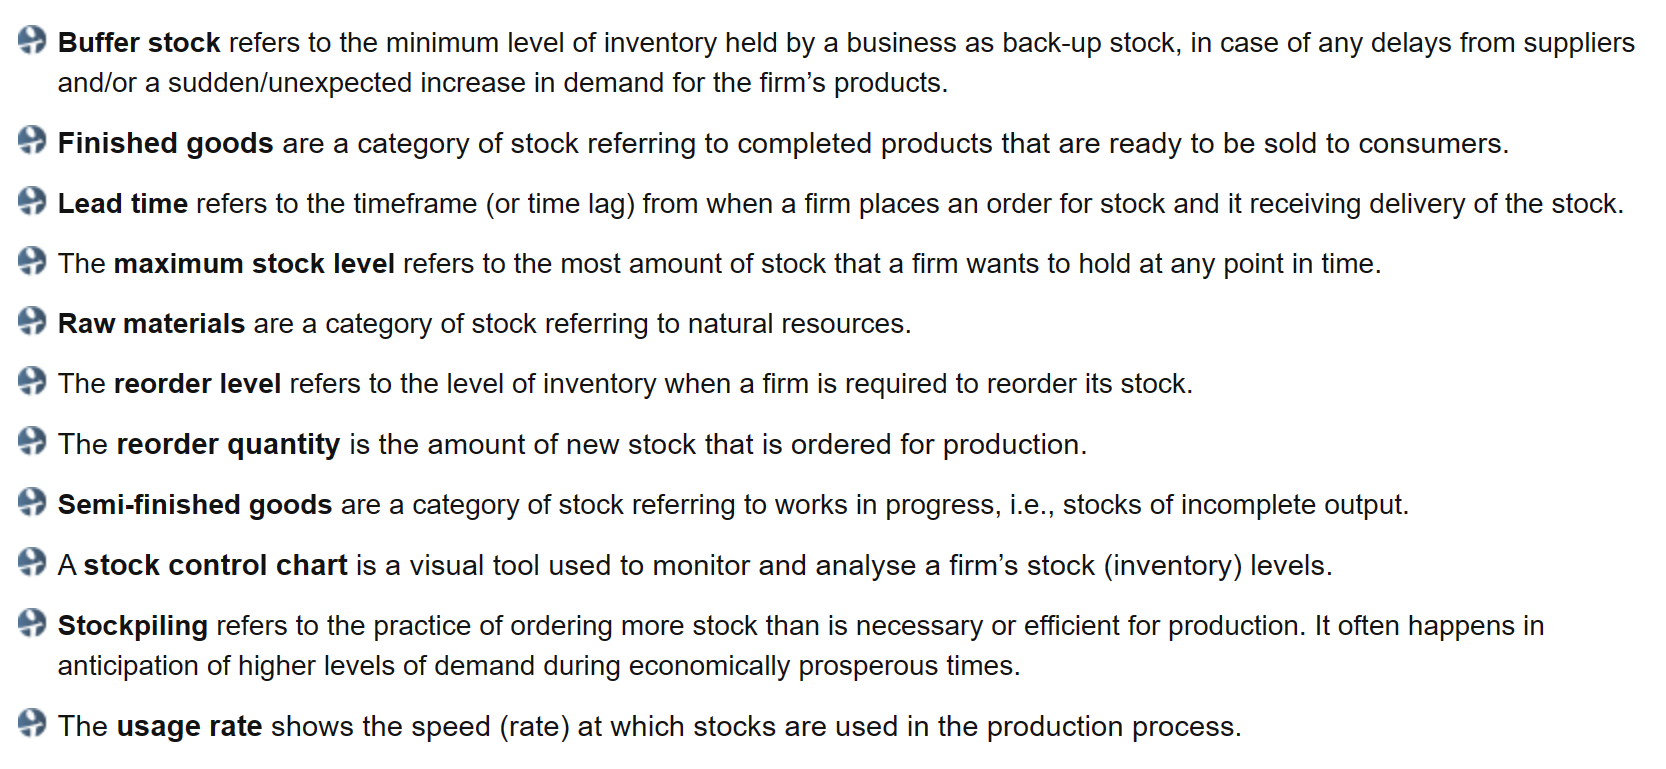 Buffer stock refers to the minimum level of inventory held by a business as back-up stock, in case of any delays from suppliers
and/or a sudden/unexpected increase in demand for the firm’s products.
Finished goods are a category of stock referring to completed products that are ready to be sold to consumers.
Lead time refers to the timeframe (or time lag) from when a firm places an order for stock and it receiving delivery of the stock.
The maximum stock level refers to the most amount of stock that a firm wants to hold at any point in time.
Raw materials are a category of stock referring to natural resources.
The reorder level refers to the level of inventory when a firm is required to reorder its stock.
The reorder quantity is the amount of new stock that is ordered for production.
Semi-finished goods are a category of stock referring to works in progress, i.e., stocks of incomplete output.
A stock control chart is a visual tool used to monitor and analyse a firm’s stock (inventory) levels.
Stockpiling refers to the practice of ordering more stock than is necessary or efficient for production. It often happens in
anticipation of higher levels of demand during economically prosperous times.
The usage rate shows the speed (rate) at which stocks are used in the production process.